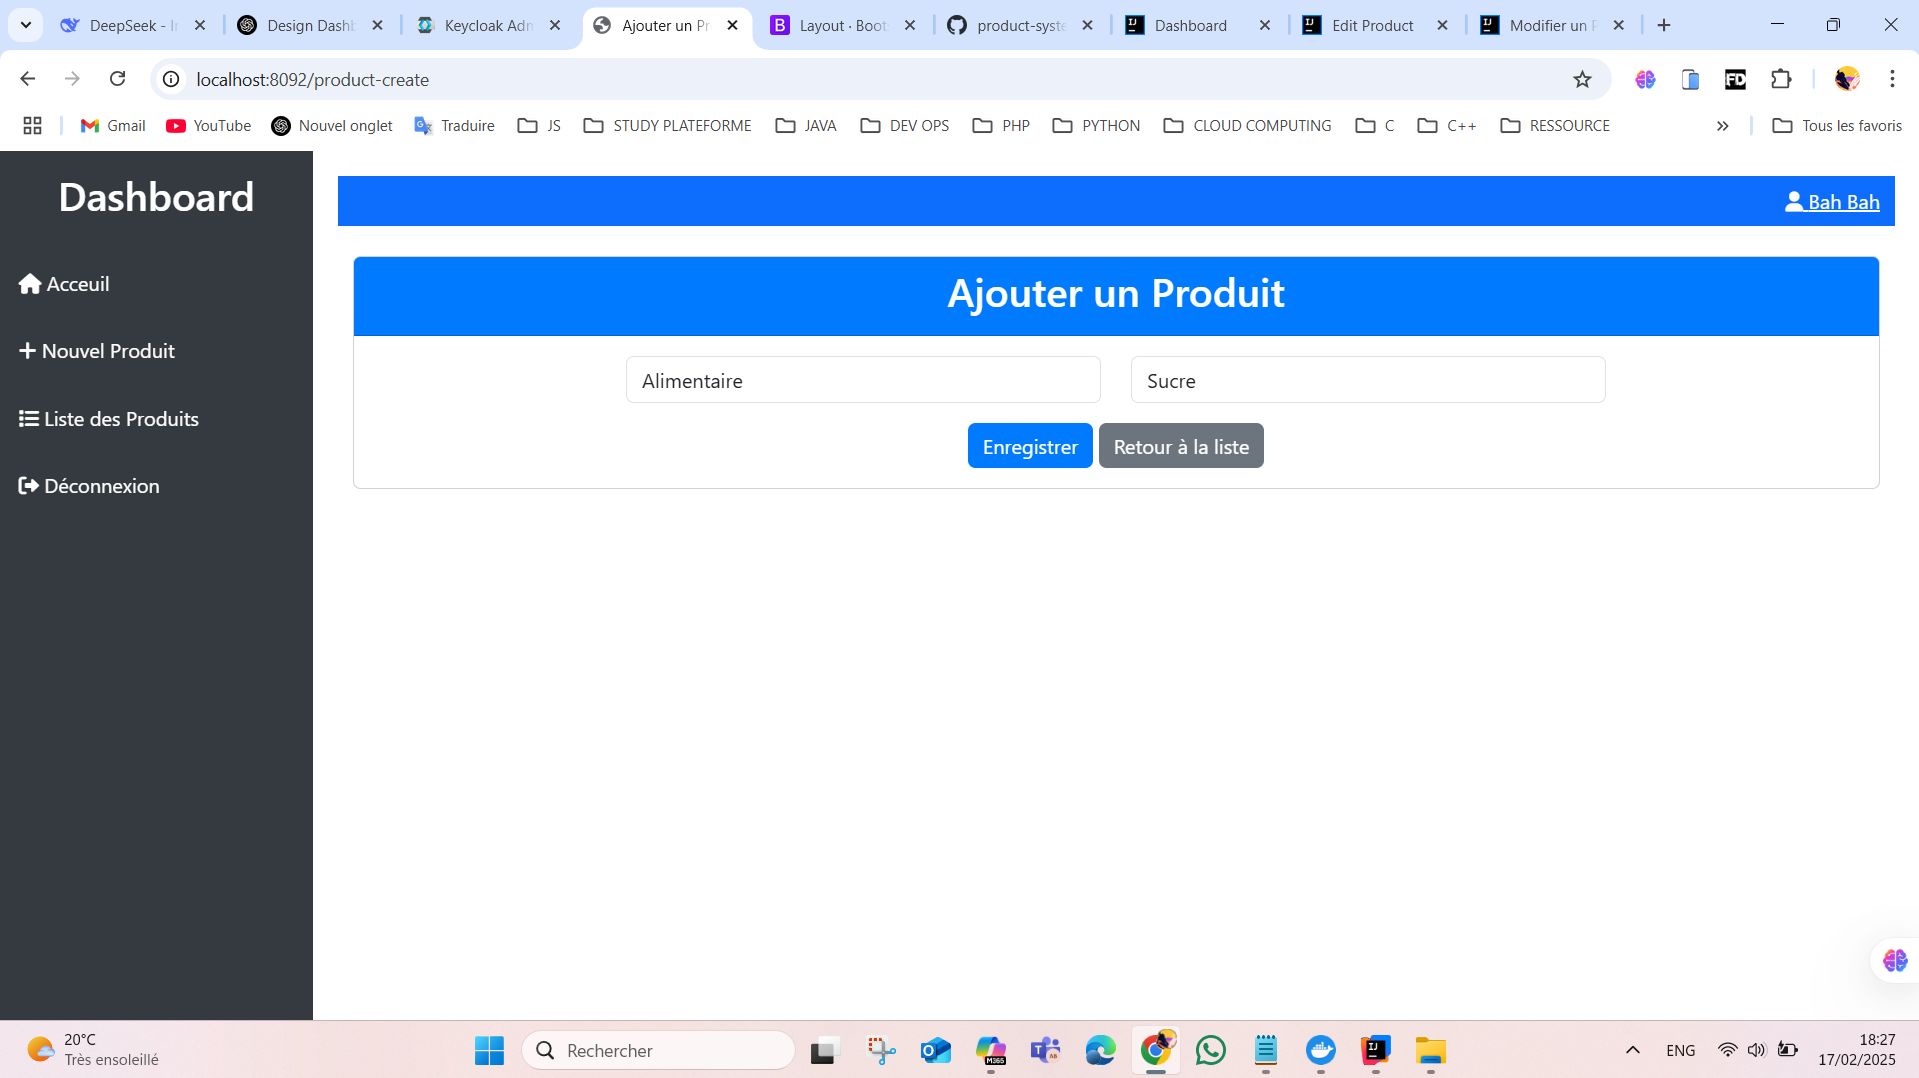 DeepSeek - I
Design Dashb
Keycloak Adm
Ajouter un Pr
Layout · Boot
product-syste
Dashboard
Edit Product
Modifier un P
localhost:8092/product-create
Gmail
YouTube
Nouvel onglet
Traduire
JS
STUDY PLATEFORME
JAVA
DEV OPS
PHP
PYTHON
CLOUD COMPUTING
C
C++
RESSOURCE
Tous les favoris
Dashboard
Acceuil
Nouvel Produit
Liste des Produits
Déconnexion
Bah Bah
Ajouter un Produit
Alimentaire
Sucre
Enregistrer
Retour à la liste
20°C
Très ensoleillé
Rechercher
ENG
18:27
17/02/2025